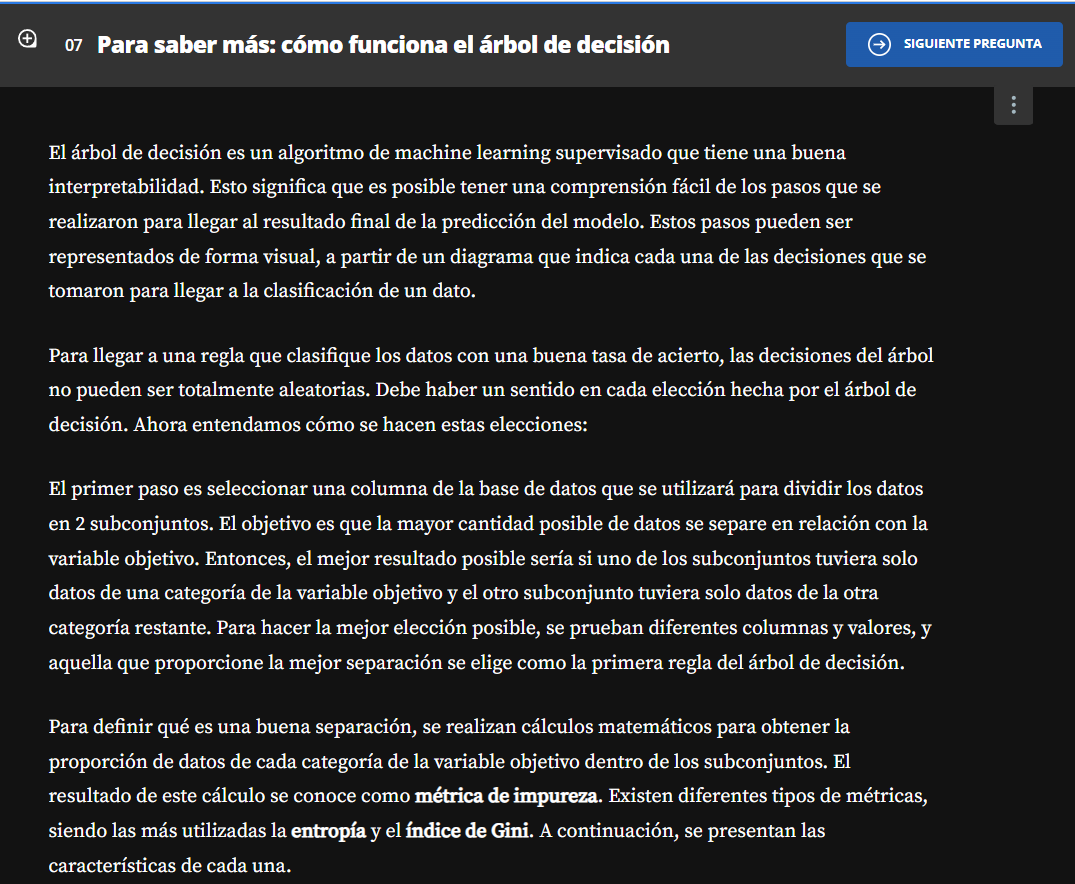 07 Para saber más: cómo funciona el árbol de decisión
SIGUIENTE PREGUNTA
El árbol de decisión es un algoritmo de machine learning supervisado que tiene una buena
interpretabilidad. Esto significa que es posible tener una comprensión fácil de los pasos que se
realizaron para llegar al resultado final de la predicción del modelo. Estos pasos pueden ser
representados de forma visual, a partir de un diagrama que indica cada una de las decisiones que se
tomaron para llegar a la clasificación de un dato.
Para llegar a una regla que clasifique los datos con una buena tasa de acierto, las decisiones del árbol
no pueden ser totalmente aleatorias. Debe haber un sentido en cada elección hecha por el árbol de
decisión. Ahora entendamos cómo se hacen estas elecciones:
El primer paso es seleccionar una columna de la base de datos que se utilizará para dividir los datos
en 2 subconjuntos. El objetivo es que la mayor cantidad posible de datos se separe en relación con la
variable objetivo. Entonces, el mejor resultado posible sería si uno de los subconjuntos tuviera solo
datos de una categoría de la variable objetivo y el otro subconjunto tuviera solo datos de la otra
categoría restante. Para hacer la mejor elección posible, se prueban diferentes columnas y valores, y
aquella que proporcione la mejor separación se elige como la primera regla del árbol de decisión.
Para definir qué es una buena separación, se realizan cálculos matemáticos para obtener la
proporción de datos de cada categoría de la variable objetivo dentro de los subconjuntos. El
resultado de este cálculo se conoce como métrica de impureza. Existen diferentes tipos de métricas,
siendo las más utilizadas la entropía y el índice de Gini. A continuación, se presentan las
características de cada una.